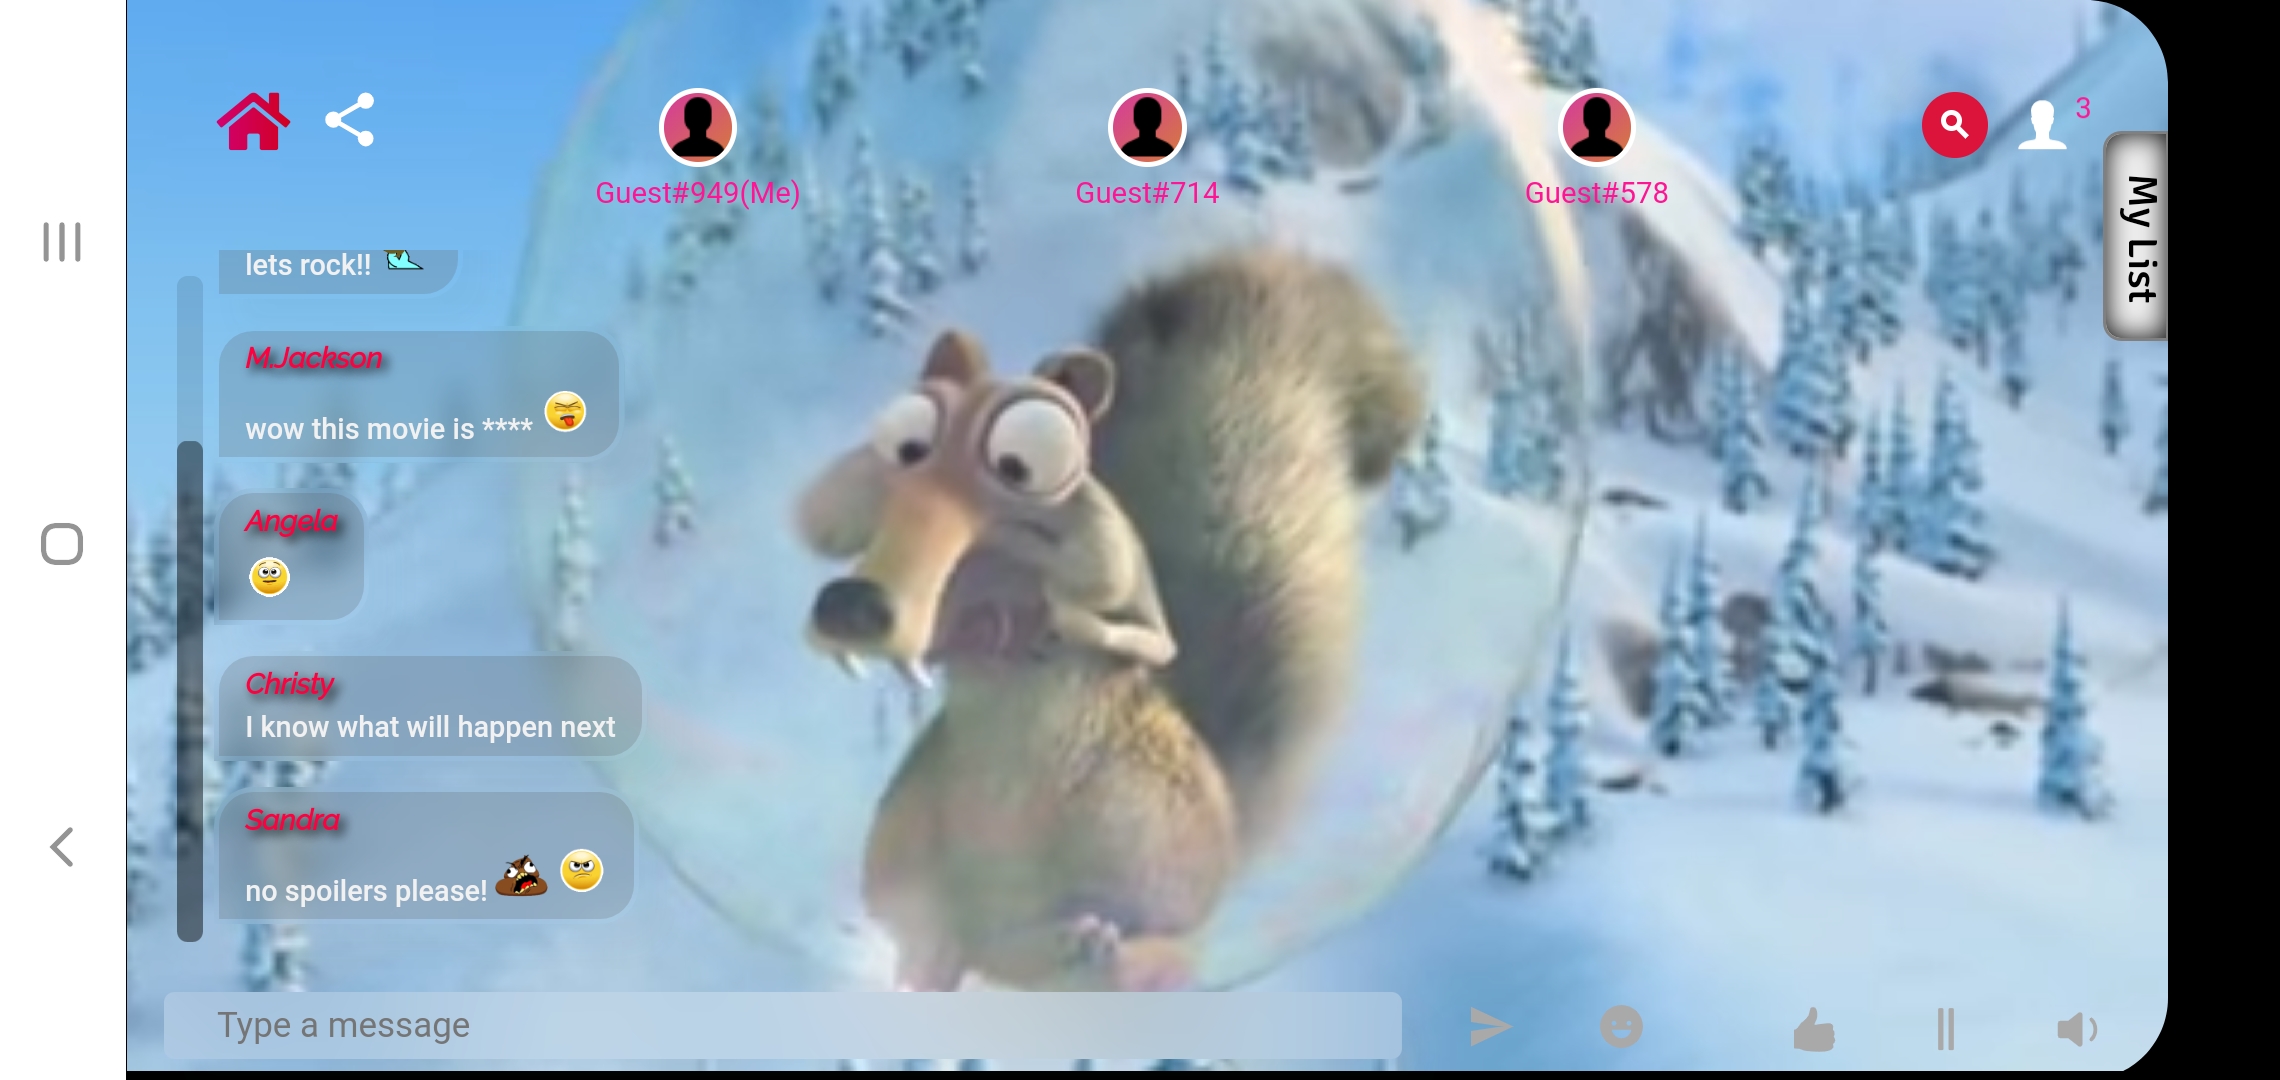 3
Guest#949(Me)
Guest#714
Guest#578
My List
lets rock!!
M.Jackson
wow this movie is ****
Angela
Christy
I know what will happen next
Sandra
no spoilers please!
Type a message